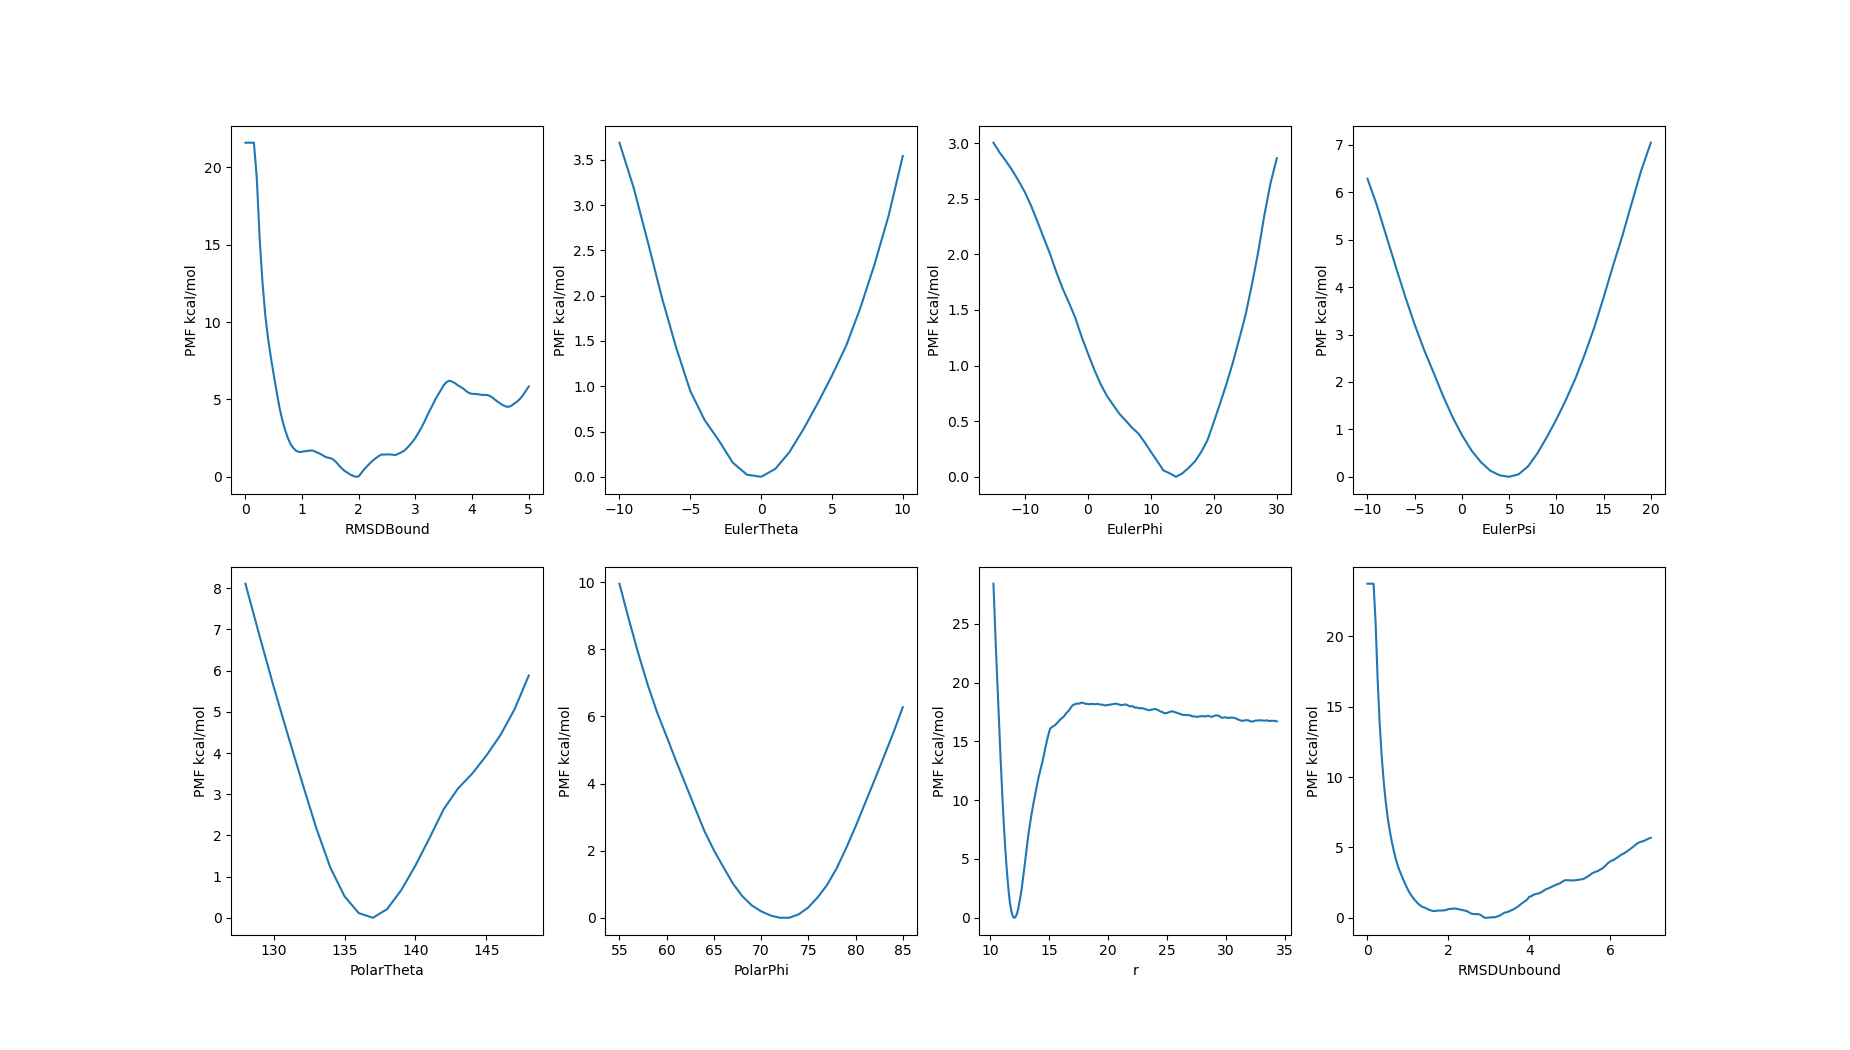 PMF kcal/mol
20
15
10
5
0
0 1 2 3 4 5
RMSDBound
PMF kcal/mol
3.5
3.0
2.5
2.0
1.5
1.0
0.5
0.0
−10 −5 0 5 10
EulerTheta
PMF kcal/mol
3.0
2.5
2.0
1.5
1.0
0.5
0.0
−10 0 10 20 30
EulerPhi
PMF kcal/mol
7
6
5
4
3
2
1
0
−10 −5 0 5 10 15 20
EulerPsi
PMF kcal/mol
8
7
6
5
4
3
2
1
0
130 135 140 145
PolarTheta
PMF kcal/mol
10
8
6
4
2
0
55 60 65 70 75 80 85
PolarPhi
PMF kcal/mol
25
20
15
10
5
0
10 15 20 25 30 35
r
PMF kcal/mol
20
15
10
5
0
0 2 4 6
RMSDUnbound